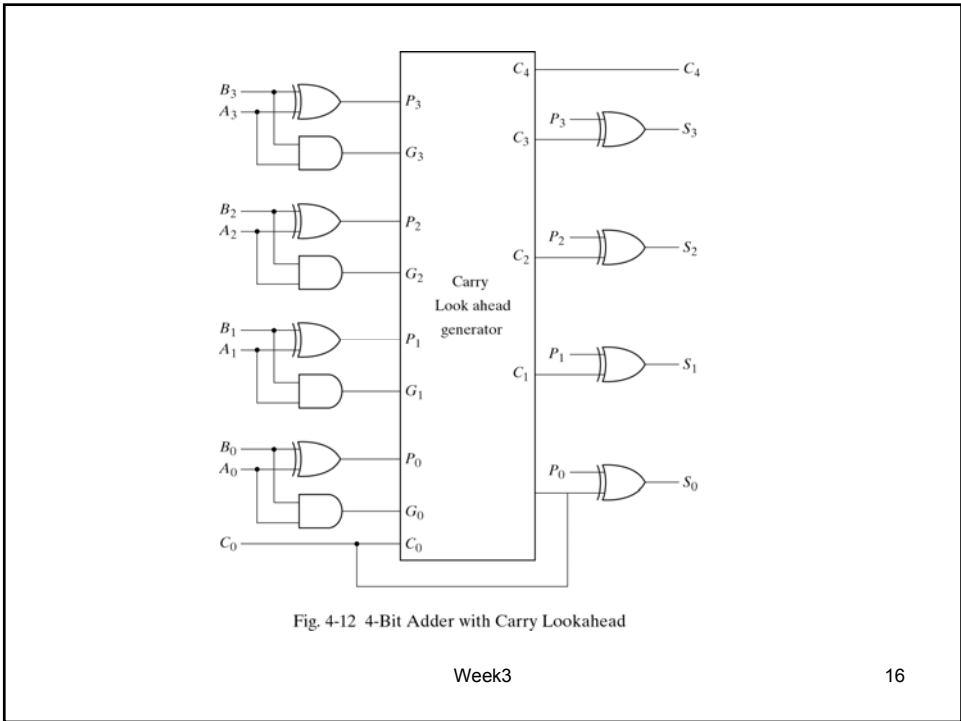 C4 C4
B3
A3
P3
P3
S3
C3
G3
B2
A2
P2
P2
S2
C2
G2
Carry
Look ahead
generator
B1
A1
P1
P1
S1
C1
G1
B0
A0
P0
P0
S0
G0
C0 C0
Fig. 4-12 4-Bit Adder with Carry Lookahead
Week3 16